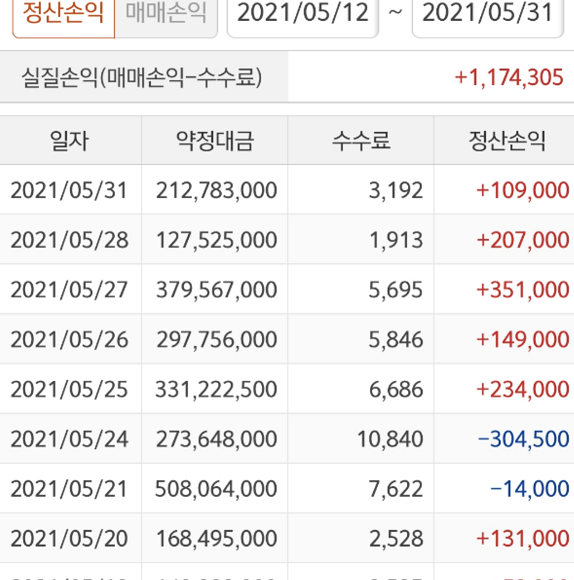 정산손익 매매손익 2021/05/12 ~ 2021/05/31
실질손익(매매손익-수수료) +1,174,305
일자 약정대금 수수료 정산손익
2021/05/31 212,783,000 3,192 +109,000
2021/05/28 127,525,000 1,913 +207,000
2021/05/27 379,567,000 5,695 +351,000
2021/05/26 297,756,000 5,846 +149,000
2021/05/25 331,222,500 6,686 +234,000
2021/05/24 273,648,000 10,840 -304,500
2021/05/21 508,064,000 7,622 -14,000
2021/05/20 168,495,000 2,528 +131,000